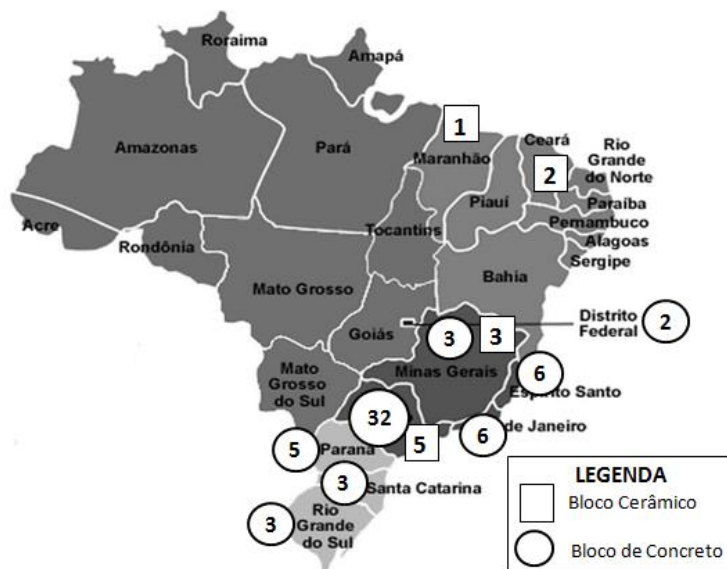 Roraima
Amapá
Amazonas
Pará
1
Maranhão
Ceará
2
Rio
Grande
do Norte
Piauí
Paraíba
Pernambuco
Acre
Rondônia
Tocantins
Alagoas
Sergipe
Bahia
Mato Grosso
Goiás
Distrito
Federal
2
3
3
Mato
Grosso
do Sul
Minas Gerais
6
Espírito Santo
32
5
6
de Janeiro
5
Paraná
3
Santa Catarina
3
Rio
Grande
do Sul
LEGENDA
Bloco Cerâmico
Bloco de Concreto